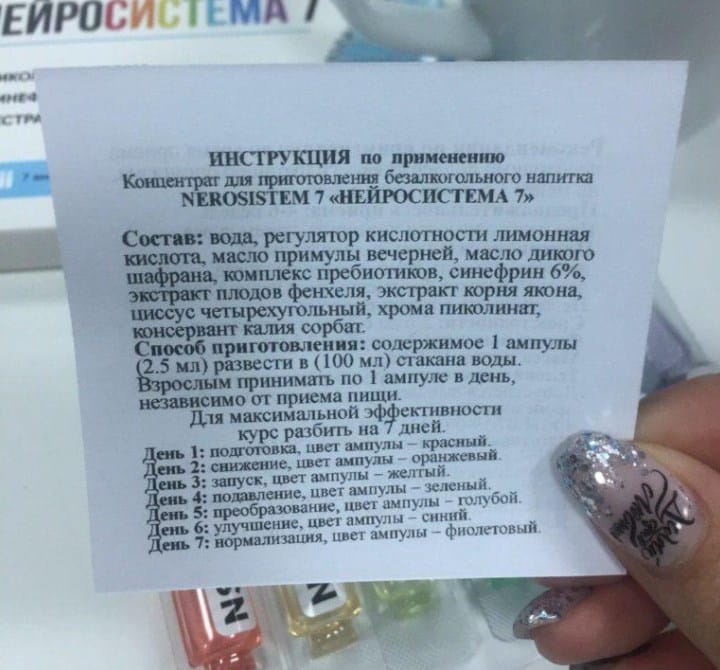 НЕЙРОСИСТЕМА 7
ИНСТРУКЦИЯ по применению
Концентрат для приготовления безалкогольного напитка
NEROSISTEM 7 «НЕЙРОСИСТЕМА 7»
Состав: вода, регулятор кислотности лимонная
кислота, масло примулы вечерней, масло дикого
шафрана, комплекс пребиотиков, синефрин 6%,
экстракт плодов фенхеля, экстракт корня якона,
циссус четырехугольный, хрома пиколинат,
консервант калия сорбат.
Способ приготовления: содержимое 1 ампулы
(2.5 мл) развести в (100 мл) стакана воды.
Взрослым принимать по 1 ампуле в день,
независимо от приема пищи.
Для максимальной эффективности
курс разбить на 7 дней.
День 1: подготовка, цвет ампулы – красный.
День 2: снижение, цвет ампулы – оранжевый.
День 3: запуск, цвет ампулы – желтый.
День 4: подавление, цвет ампулы – зеленый.
День 5: преобразование, цвет ампулы – голубой.
День 6: улучшение, цвет ампулы – синий.
День 7: нормализация, цвет ампулы – фиолетовый.